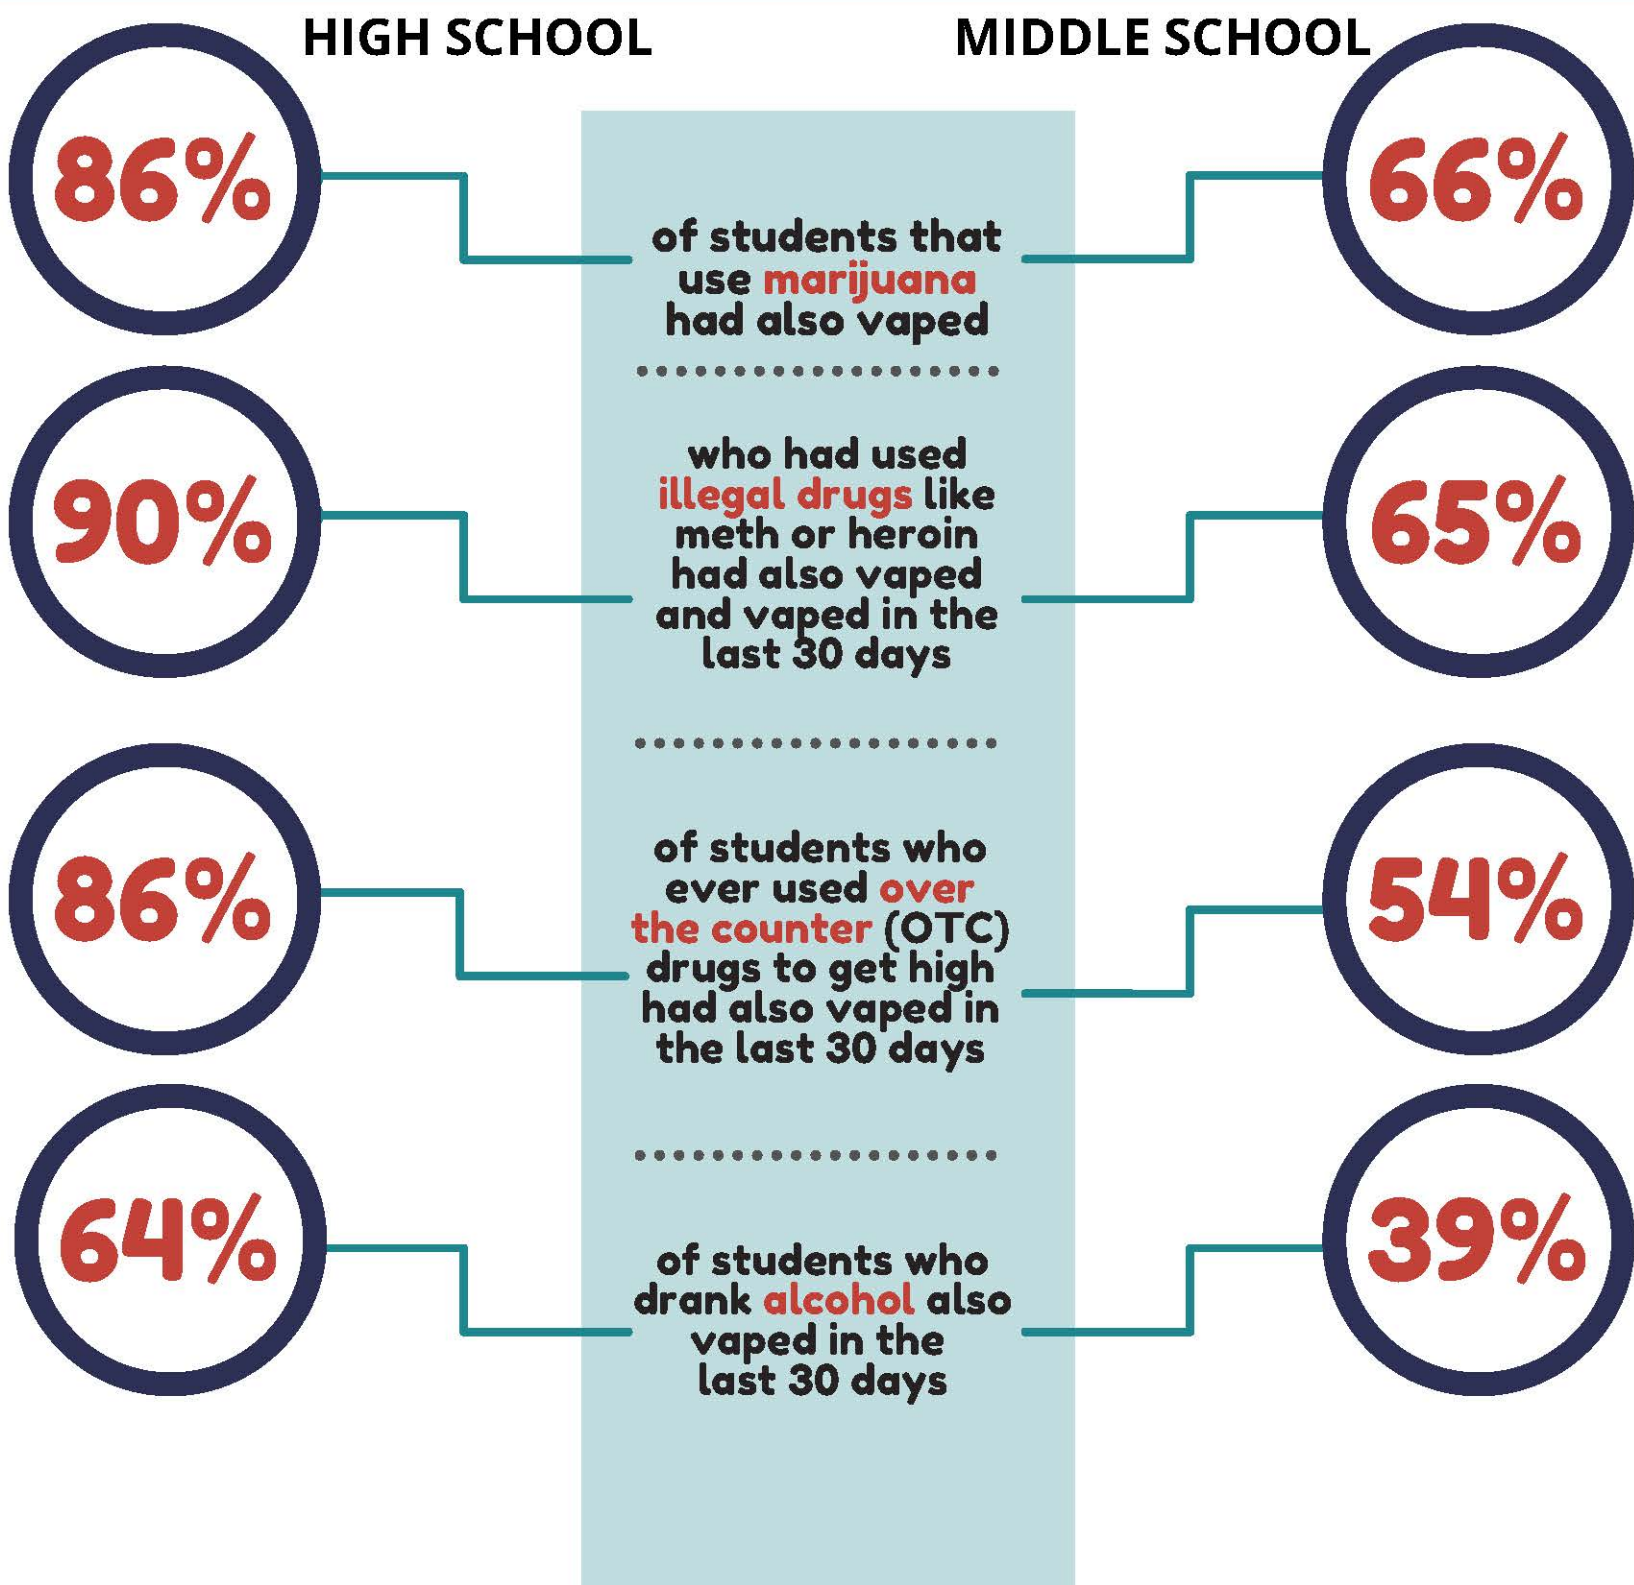 HIGH SCHOOL
MIDDLE SCHOOL
86%
of students that
use marijuana
had also vaped
66%
90%
who had used
illegal drugs like
meth or heroin
had also vaped
and vaped in the
last 30 days
65%
86%
of students who
ever used over
the counter (OTC)
drugs to get high
had also vaped in
the last 30 days
54%
64%
of students who
drank alcohol also
vaped in the
last 30 days
39%